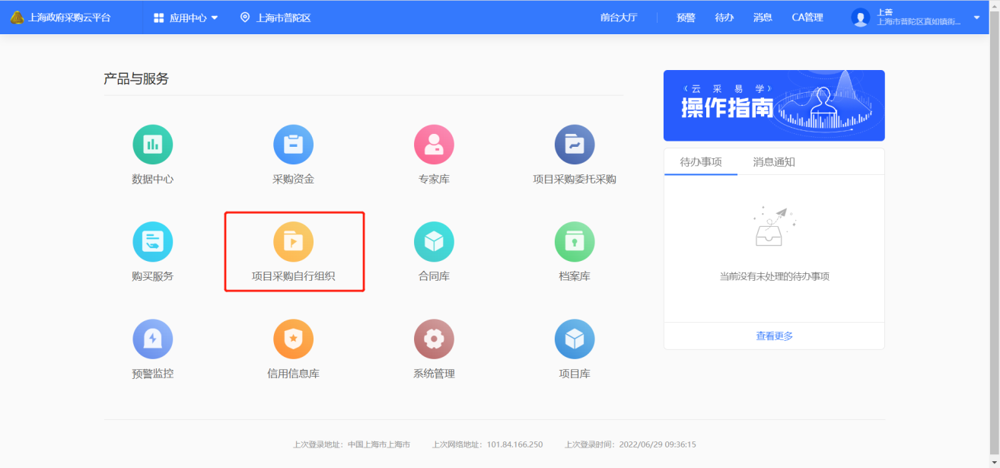 上海政府采购云平台
应用中心
上海市普陀区
前台大厅
预警
待办
消息
CA管理
上善
上海市普陀区真如镇街...
产品与服务
数据中心
采购资金
专家库
项目采购委托采购
购买服务
项目采购自行组织
合同库
档案库
预警监控
信用信息库
系统管理
项目库
《云采易学》
操作指南
待办事项
消息通知
当前没有未处理的待办事项
查看更多
上次登录地址：中国上海市上海市
上次网络地址：101.84.166.250
上次登录时间：2022/06/29 09:36:15